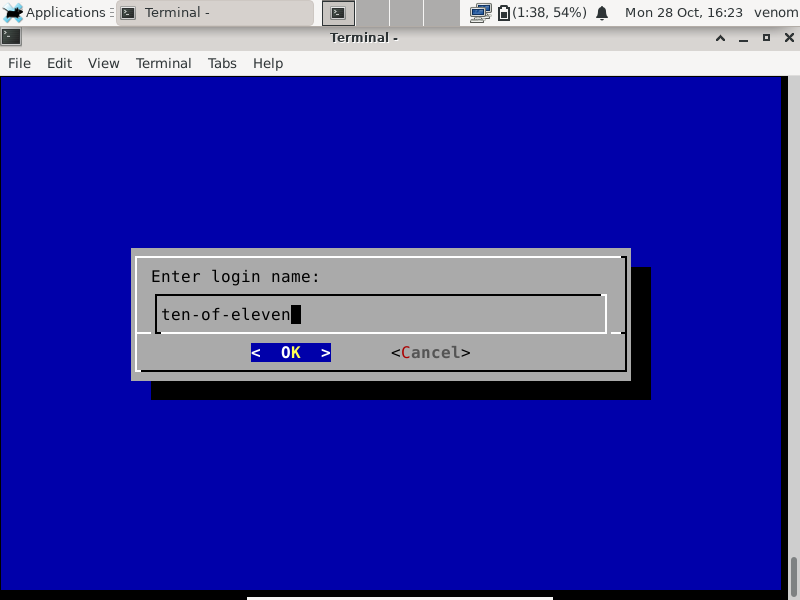 Applications
Terminal -
(1:38, 54%)
Mon 28 Oct, 16:23
venom
Terminal -
File Edit View Terminal Tabs Help
Enter login name:
ten-of-eleven
< OK > <Cancel>